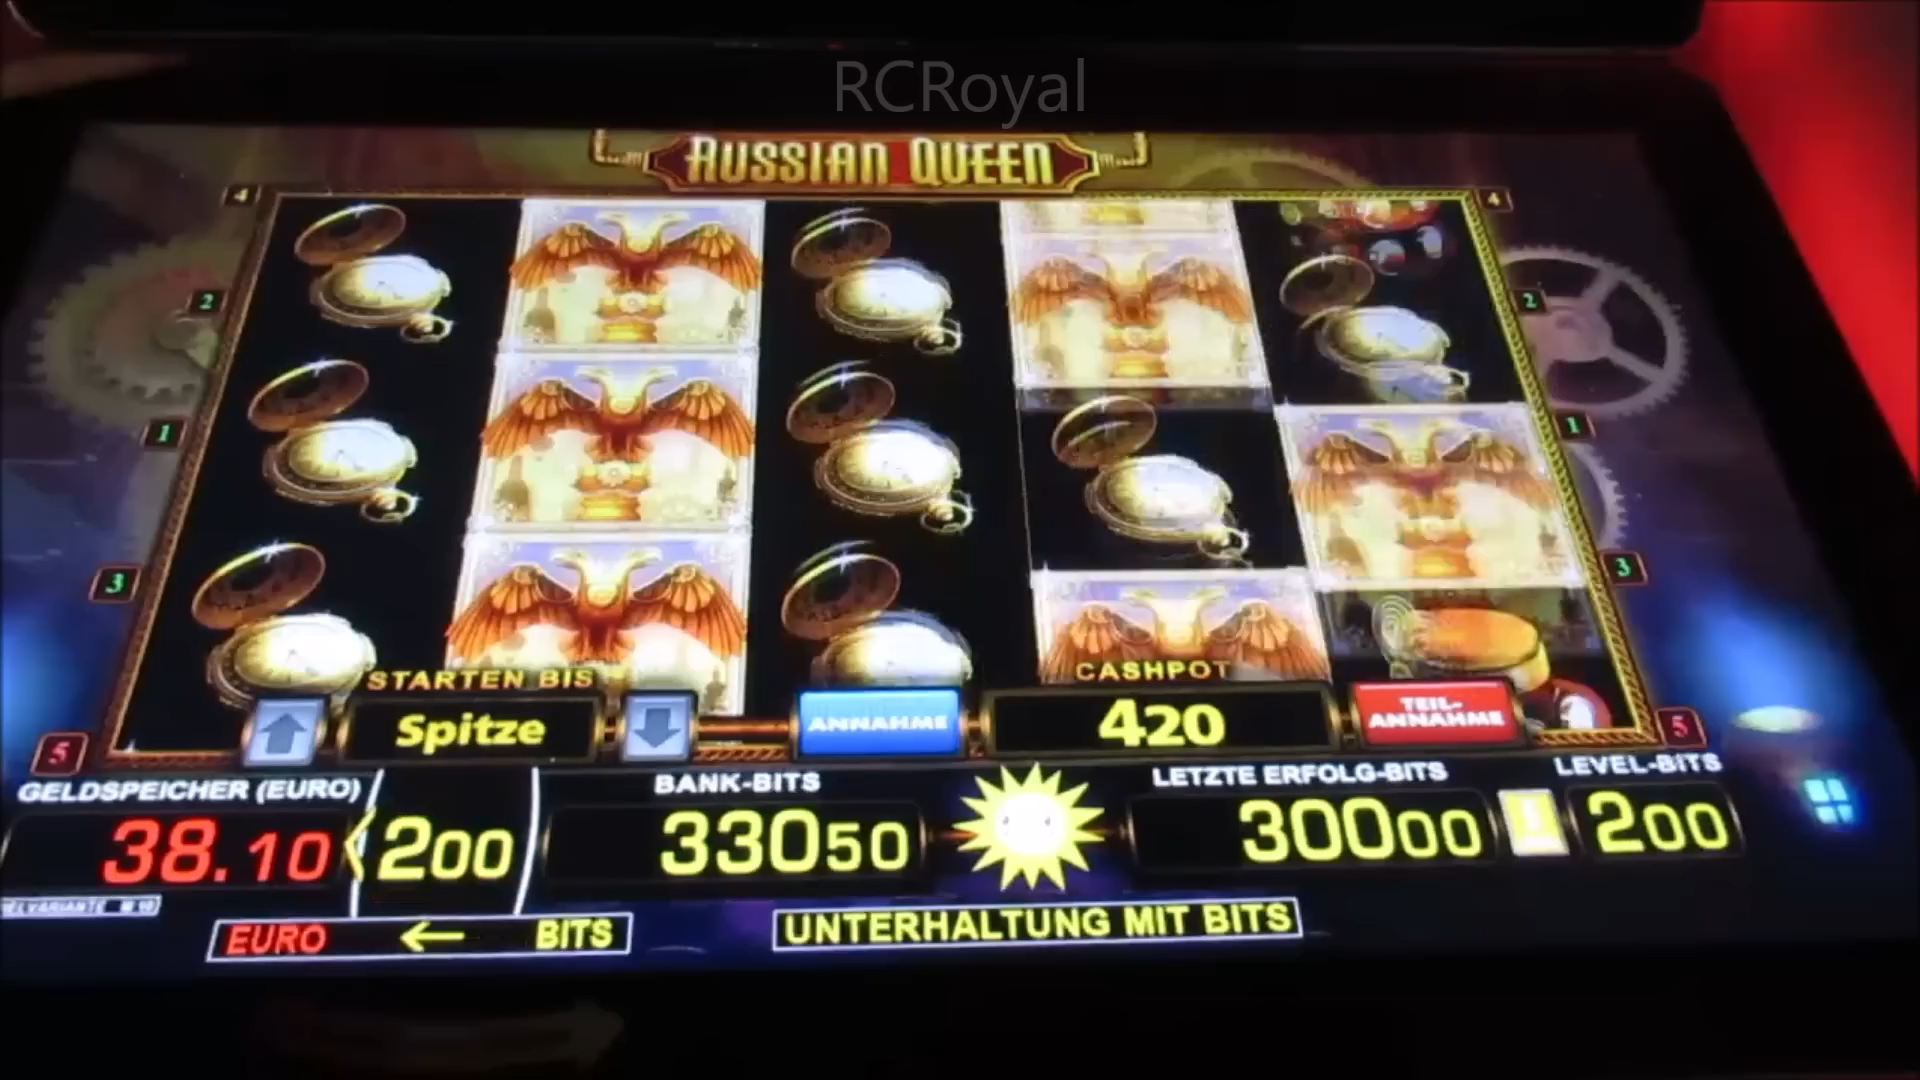 RCRoyal
RUSSIAN QUEEN
4 4
2 2
1 1
3 3
STARTEN BIS CASHPOT
Spitze ANNAHME 420 TEIL-ANNAHME
5 5
GELDSPEICHER (EURO) BANK-BITS LETZTE ERFOLG-BITS LEVEL-BITS
38.10 200 33050 30000 200
EURO ← BITS UNTERHALTUNG MIT BITS